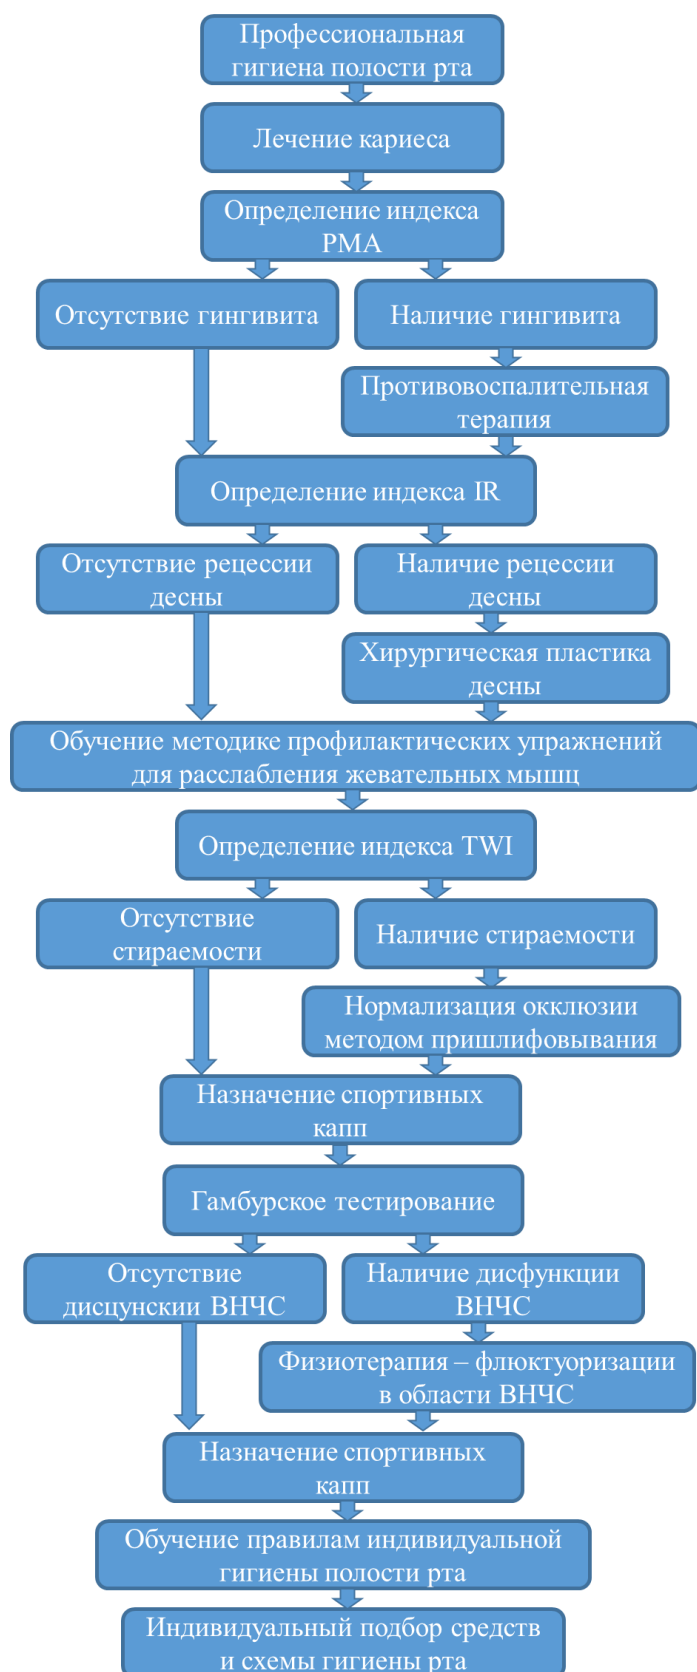 Профессиональная
гигиена полости рта
Лечение кариеса
Определение индекса
PMA
Отсутствие гингивита
Наличие гингивита
Противовоспалительная
терапия
Определение индекса IR
Отсутствие рецессии
десны
Наличие рецессии
десны
Хирургическая пластика
десны
Обучение методике профилактических упражнений
для расслабления жевательных мышц
Определение индекса TWI
Отсутствие
стираемости
Наличие стираемости
Нормализация окклюзии
методом пришлифовывания
Назначение спортивных
капп
Гамбурское тестирование
Отсутствие
дисцунскии ВНЧС
Наличие дисфункции
ВНЧС
Физиотерапия – флюктуоризации
в области ВНЧС
Назначение спортивных
капп
Обучение правилам индивидуальной
гигиены полости рта
Индивидуальный подбор средств
и схемы гигиены рта